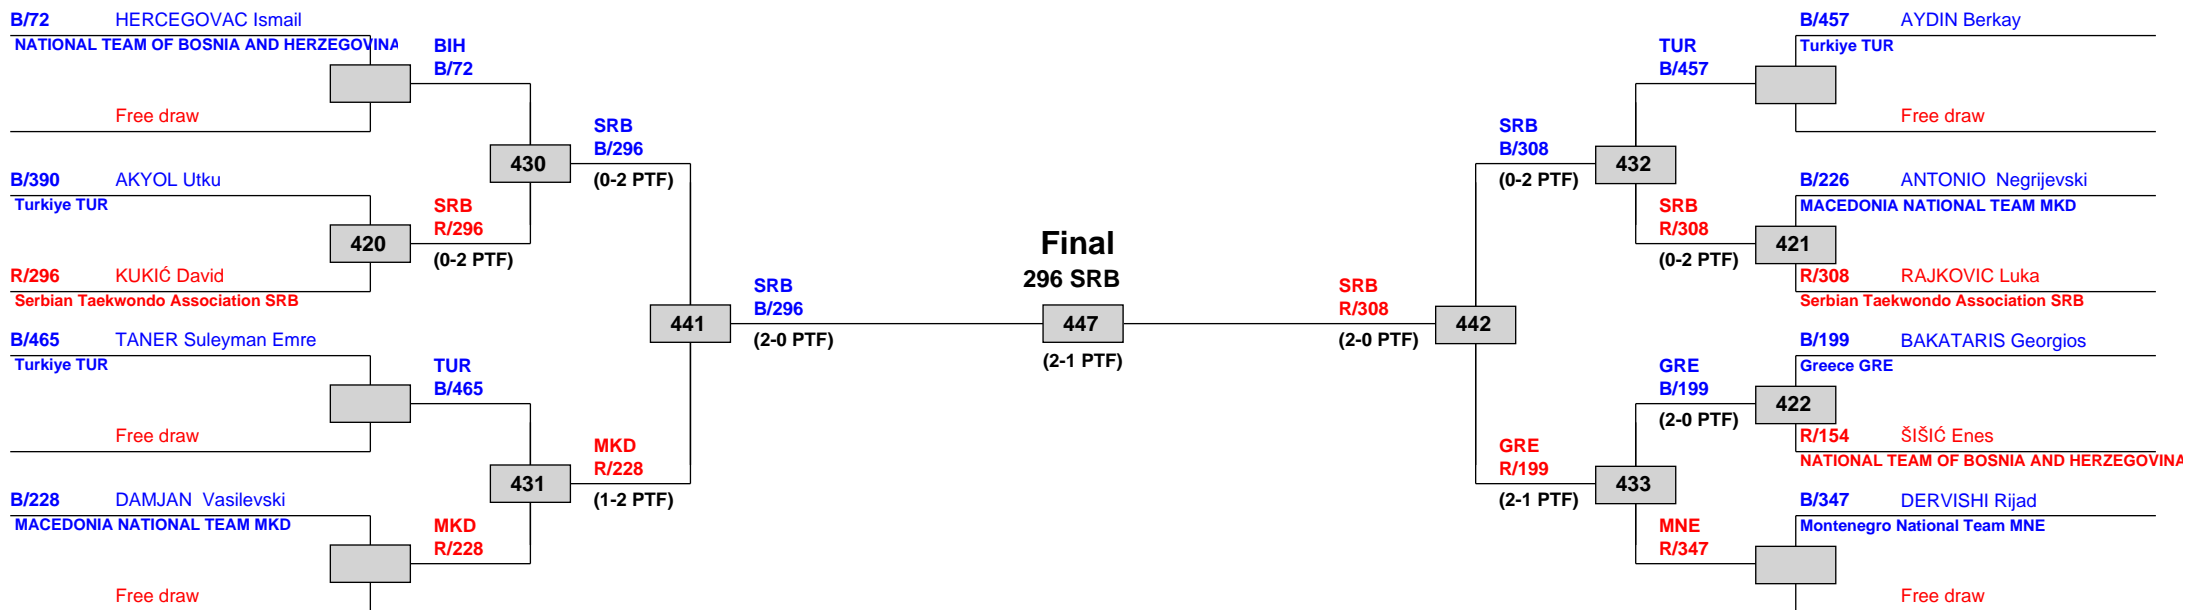 B/72 HERCEGOVAC Ismail
NATIONAL TEAM OF BOSNIA AND HERZEGOVINA
Free draw
B/390 AKYOL Utku
Turkiye TUR
R/296 KUKIĆ David
Serbian Taekwondo Association SRB
B/465 TANER Suleyman Emre
Turkiye TUR
Free draw
B/228 DAMJAN Vasilevski
MACEDONIA NATIONAL TEAM MKD
Free draw
BIH
B/72
420
SRB
R/296
(0-2 PTF)
TUR
B/465
MKD
R/228
430
SRB
B/296
(0-2 PTF)
431
MKD
R/228
(1-2 PTF)
441
SRB
B/296
(2-0 PTF)
Final
296 SRB
447
(2-1 PTF)
SRB
R/308
(2-0 PTF)
442
SRB
B/308
(0-2 PTF)
432
GRE
R/199
(2-1 PTF)
433
TUR
B/457
SRB
R/308
(0-2 PTF)
421
GRE
B/199
(2-0 PTF)
422
MNE
R/347
B/457 AYDIN Berkay
Turkiye TUR
Free draw
B/226 ANTONIO Negrijevski
MACEDONIA NATIONAL TEAM MKD
R/308 RAJKOVIC Luka
Serbian Taekwondo Association SRB
B/199 BAKATARIS Georgios
Greece GRE
R/154 ŠIŠIĆ Enes
NATIONAL TEAM OF BOSNIA AND HERZEGOVINA
B/347 DERVISHI Rijad
Montenegro National Team MNE
Free draw